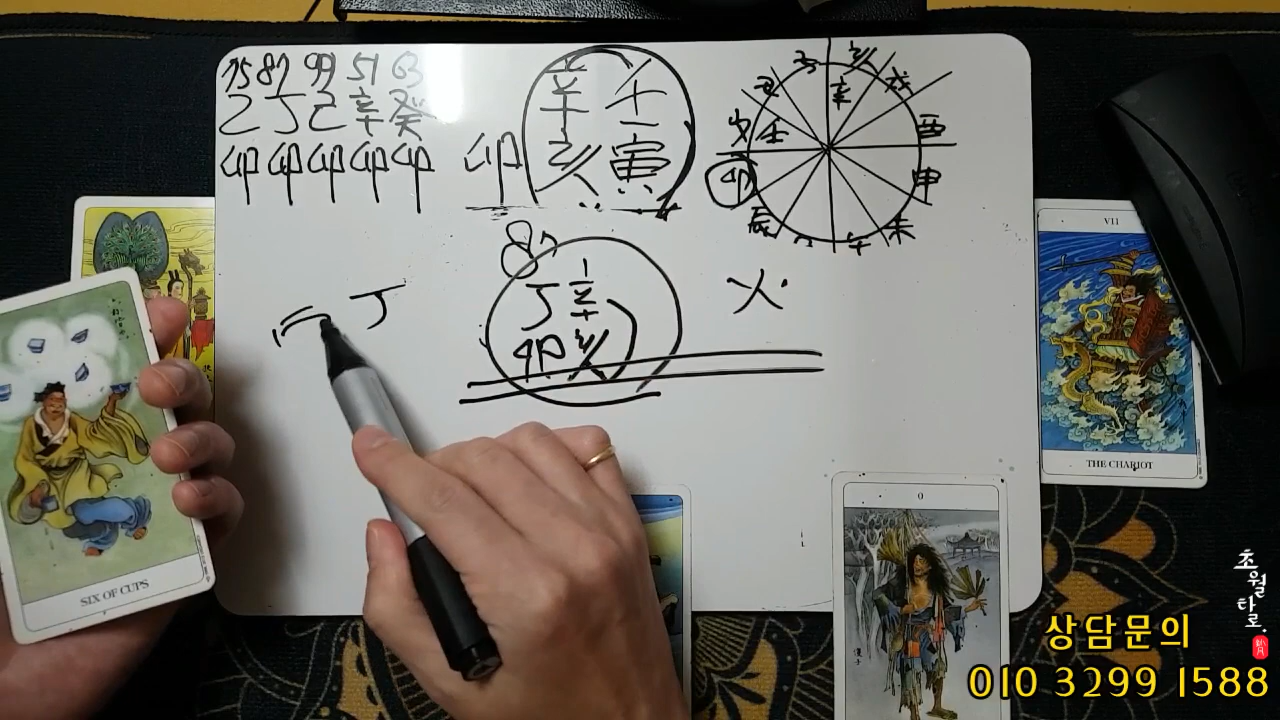 75 87 99 51 63
乙 丁 己 辛 癸
卯 卯 卯 卯 卯
辛 壬
卯 亥 寅
子 亥 戌 酉 申 未 午 辰 卯
辛
壬
87
丁 辛
卯 亥
火
丁
SIX OF CUPS
VII
THE CHARIOT
0
초월
타로.
상담문의
010 3299 1588